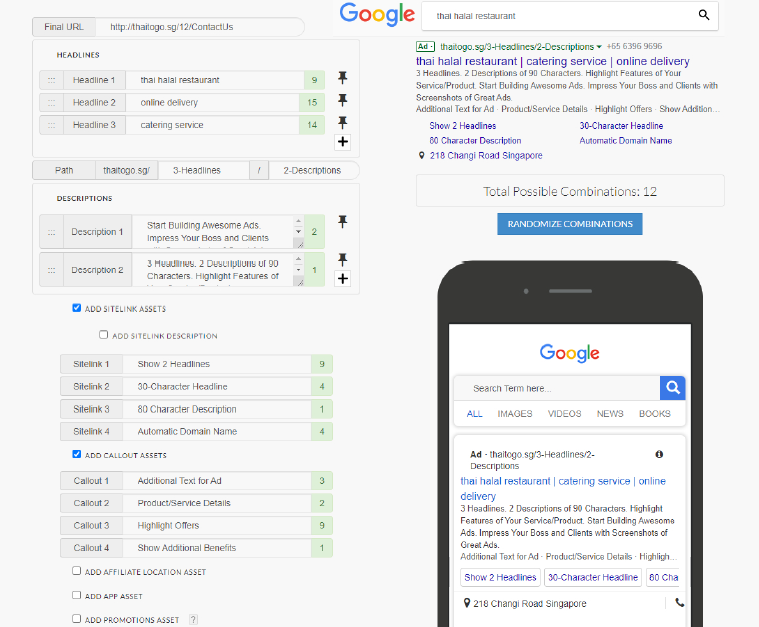 Final URL
http://thaitogo.sg/12/ContactUs
HEADLINES
Headline 1
thai halal restaurant
9
Headline 2
online delivery
15
Headline 3
catering service
14
Path
thaitogo.sg/
3-Headlines
/
2-Descriptions
DESCRIPTIONS
Description 1
Start Building Awesome Ads.
Impress Your Boss and Clients
2
Description 2
3 Headlines. 2 Descriptions of 90
Characters. Highlight Features of
1
ADD SITELINK ASSETS
ADD SITELINK DESCRIPTION
Sitelink 1
Show 2 Headlines
9
Sitelink 2
30-Character Headline
4
Sitelink 3
80 Character Description
1
Sitelink 4
Automatic Domain Name
4
ADD CALLOUT ASSETS
Callout 1
Additional Text for Ad
3
Callout 2
Product/Service Details
2
Callout 3
Highlight Offers
9
Callout 4
Show Additional Benefits
1
ADD AFFILIATE LOCATION ASSET
ADD APP ASSET
ADD PROMOTIONS ASSET ?
Google
thai halal restaurant
Ad · thaitogo.sg/3-Headlines/2-Descriptions +65 6396 9696
thai halal restaurant | catering service | online delivery
3 Headlines. 2 Descriptions of 90 Characters. Highlight Features of Your
Service/Product. Start Building Awesome Ads. Impress Your Boss and Clients with
Screenshots of Great Ads.
Additional Text for Ad · Product/Service Details · Highlight Offers · Show Addition...
Show 2 Headlines
30-Character Headline
80 Character Description
Automatic Domain Name
218 Changi Road Singapore
Total Possible Combinations: 12
RANDOMIZE COMBINATIONS
Google
Search Term here...
ALL IMAGES VIDEOS NEWS BOOKS
Ad · thaitogo.sg/3-Headlines/2-
Descriptions
thai halal restaurant | catering service | online
delivery
3 Headlines. 2 Descriptions of 90 Characters. Highlight
Features of Your Service/Product. Start Building Awesome
Ads. Impress Your Boss and Clients with Screenshots of
Great Ads.
Additional Text for Ad · Product/Service Details · Highligh...
Show 2 Headlines
30-Character Headline
80 Cha
218 Changi Road Singapore